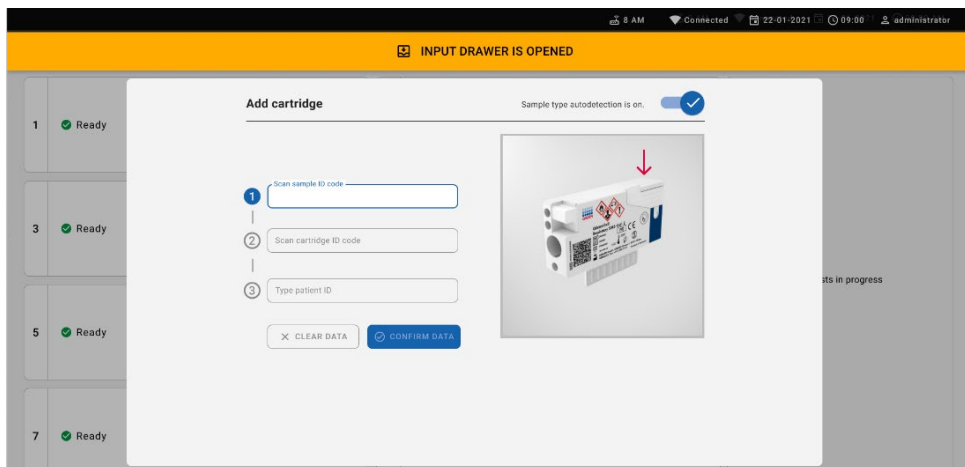 8 AM Connected 22-01-2021 09:00 administrator
INPUT DRAWER IS OPENED
Add cartridge
Sample type autodetection is on.
1 Ready
Scan sample ID code
1
3 Ready
2 Scan cartridge ID code
3 Type patient ID
sts in progress
5 Ready
CLEAR DATA
CONFIRM DATA
7 Ready